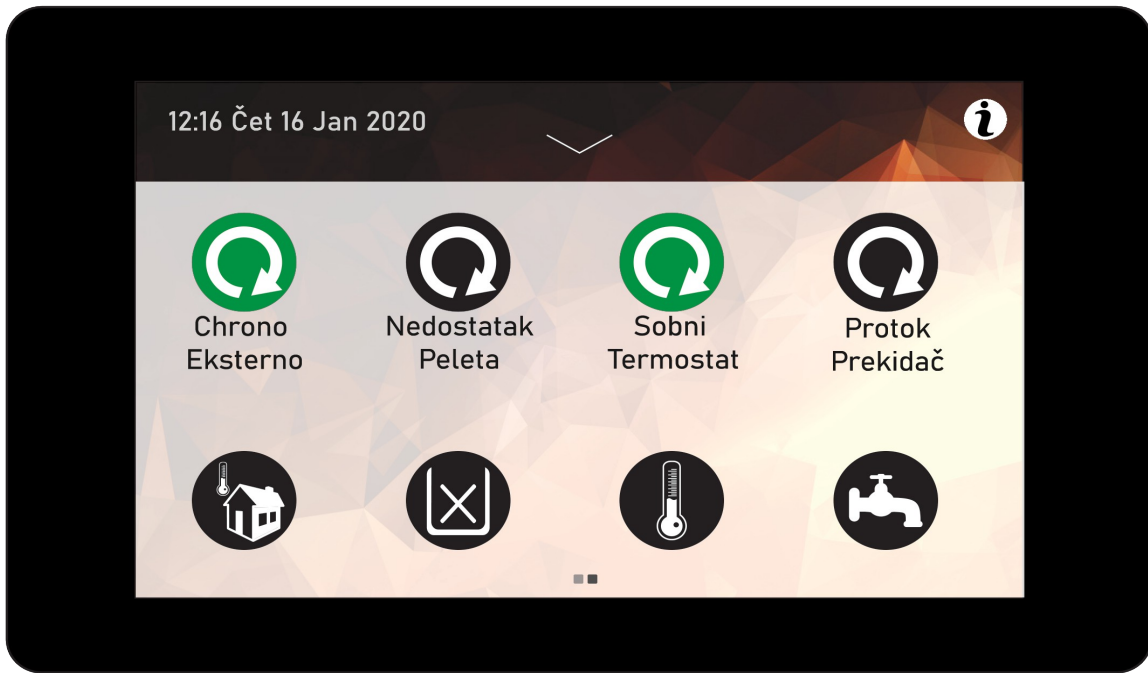 12:16 Čet 16 Jan 2020
i
Chrono
Eksterno
Nedostatak
Peleta
Sobni
Termostat
Protok
Prekidač